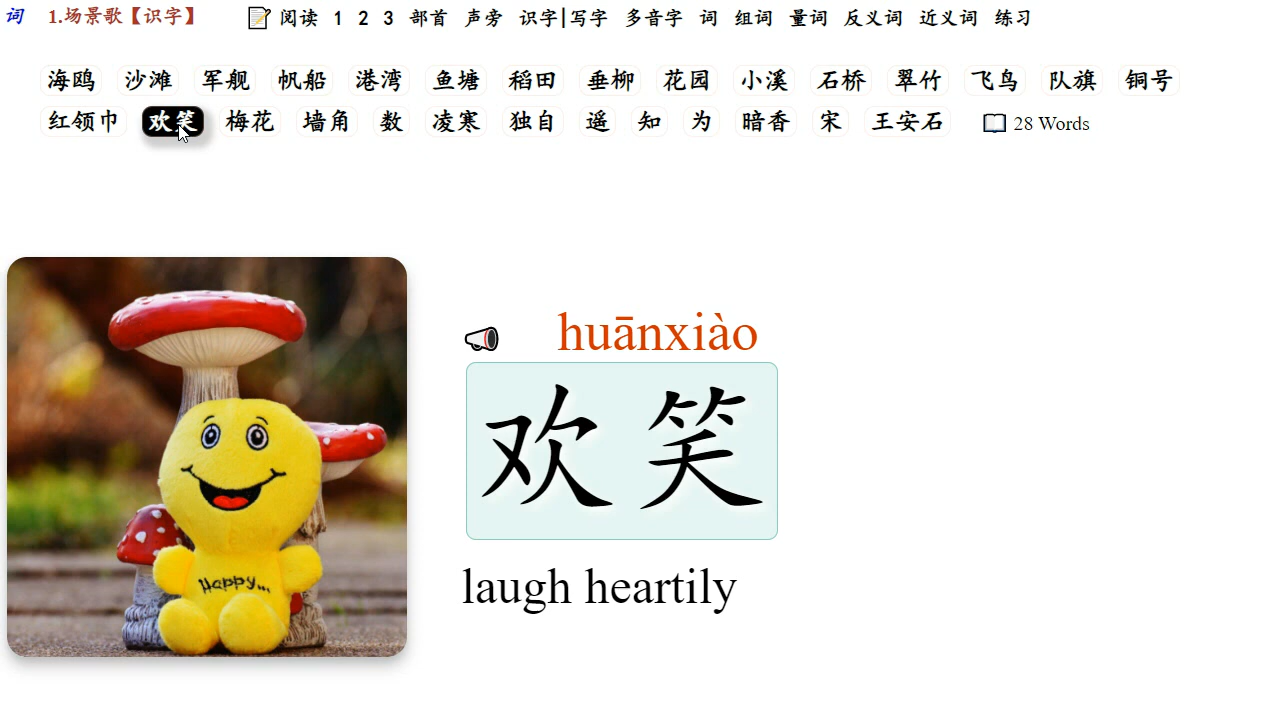 词 1.场景歌【识字】 📝 阅读 1 2 3 部首 声旁 识字|写字 多音字 词 组词 量词 反义词 近义词 练习
海鸥 沙滩 军舰 帆船 港湾 鱼塘 稻田 垂柳 花园 小溪 石桥 翠竹 飞鸟 队旗 铜号
红领巾 欢笑 梅花 墙角 数 凌寒 独自 遥 知 为 暗香 宋 王安石 28 Words
huānxiào
欢笑
Happy...
laugh heartily